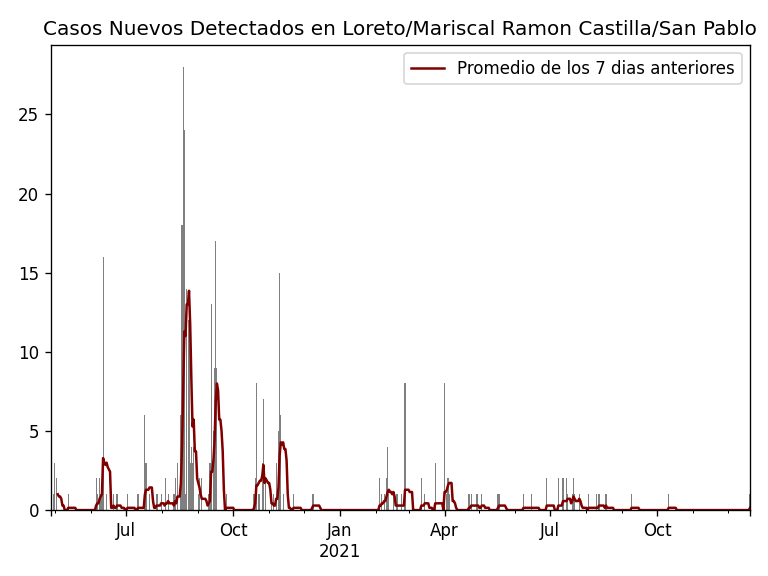 Casos Nuevos Detectados en Loreto/Mariscal Ramon Castilla/San Pablo
Promedio de los 7 dias anteriores
25
20
15
10
5
0
Jul Oct Jan Apr Jul Oct
2021